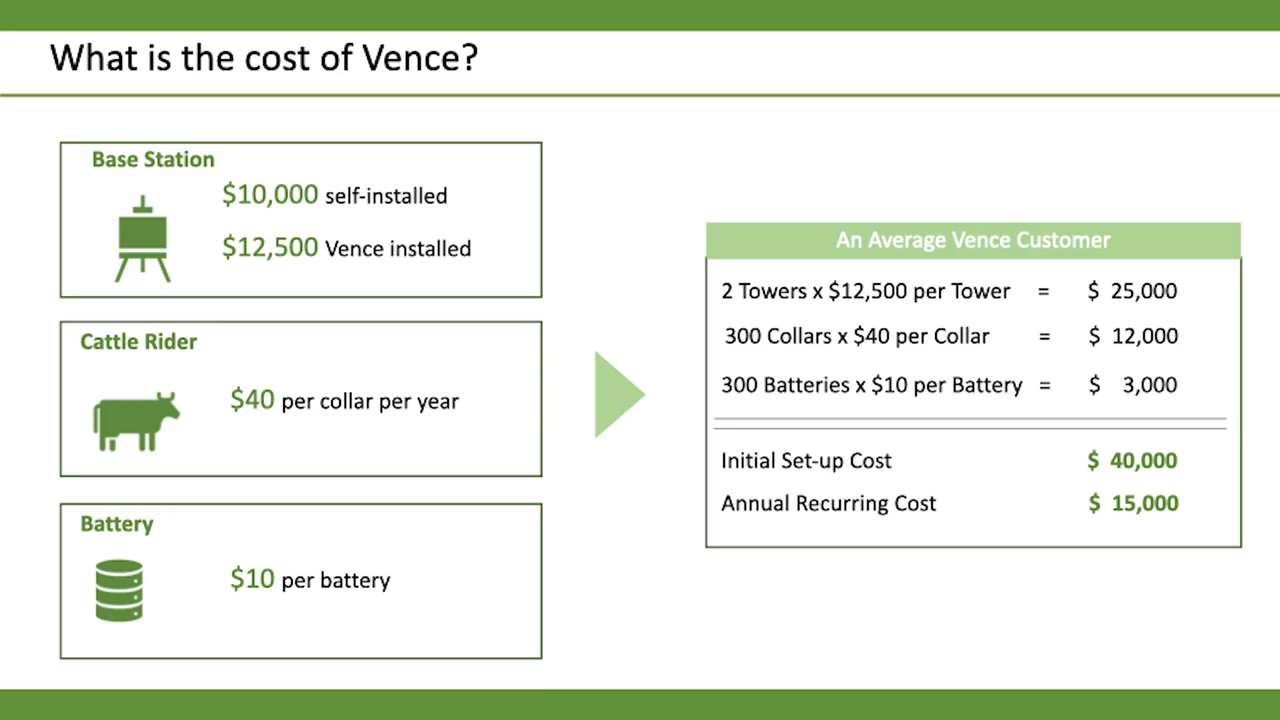 What is the cost of Vence?
Base Station
$10,000 self-installed
$12,500 Vence installed
Cattle Rider
$40 per collar per year
Battery
$10 per battery
An Average Vence Customer
2 Towers x $12,500 per Tower = $ 25,000
300 Collars x $40 per Collar = $ 12,000
300 Batteries x $10 per Battery = $ 3,000
Initial Set-up Cost $ 40,000
Annual Recurring Cost $ 15,000